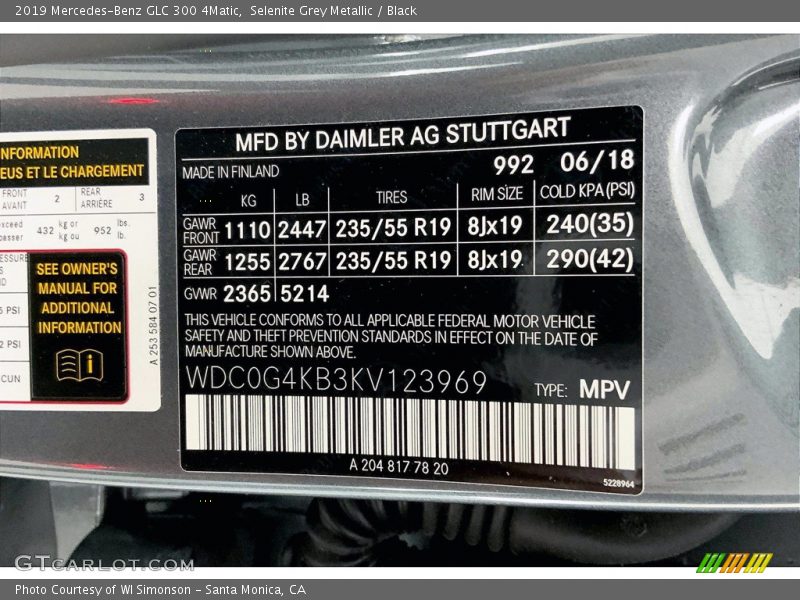 2019 Mercedes-Benz GLC 300 4Matic, Selenite Grey Metallic / Black
NFORMATION
EUS ET LE CHARGEMENT
FRONT 2 REAR 3
AVANT ARRIÈRE
xceed 432 kg or 952 lbs.
passer kg ou lb.
PSI
2 PSI
CUN
SEE OWNER'S
MANUAL FOR
ADDITIONAL
INFORMATION
A 253 584 07 01
MFD BY DAIMLER AG STUTTGART
MADE IN FINLAND 992 06/18
KG LB TIRES RIM SIZE COLD KPA(PSI)
GAWR FRONT 1110 2447 235/55 R19 8Jx19 240(35)
GAWR REAR 1255 2767 235/55 R19 8Jx19 290(42)
GWR 2365 5214
THIS VEHICLE CONFORMS TO ALL APPLICABLE FEDERAL MOTOR VEHICLE
SAFETY AND THEFT PREVENTION STANDARDS IN EFFECT ON THE DATE OF
MANUFACTURE SHOWN ABOVE.
WDC0G4KB3KV123969 TYPE: MPV
A 204 817 78 20
5228964
GTCARLOT.COM
Photo Courtesy of WI Simonson - Santa Monica, CA